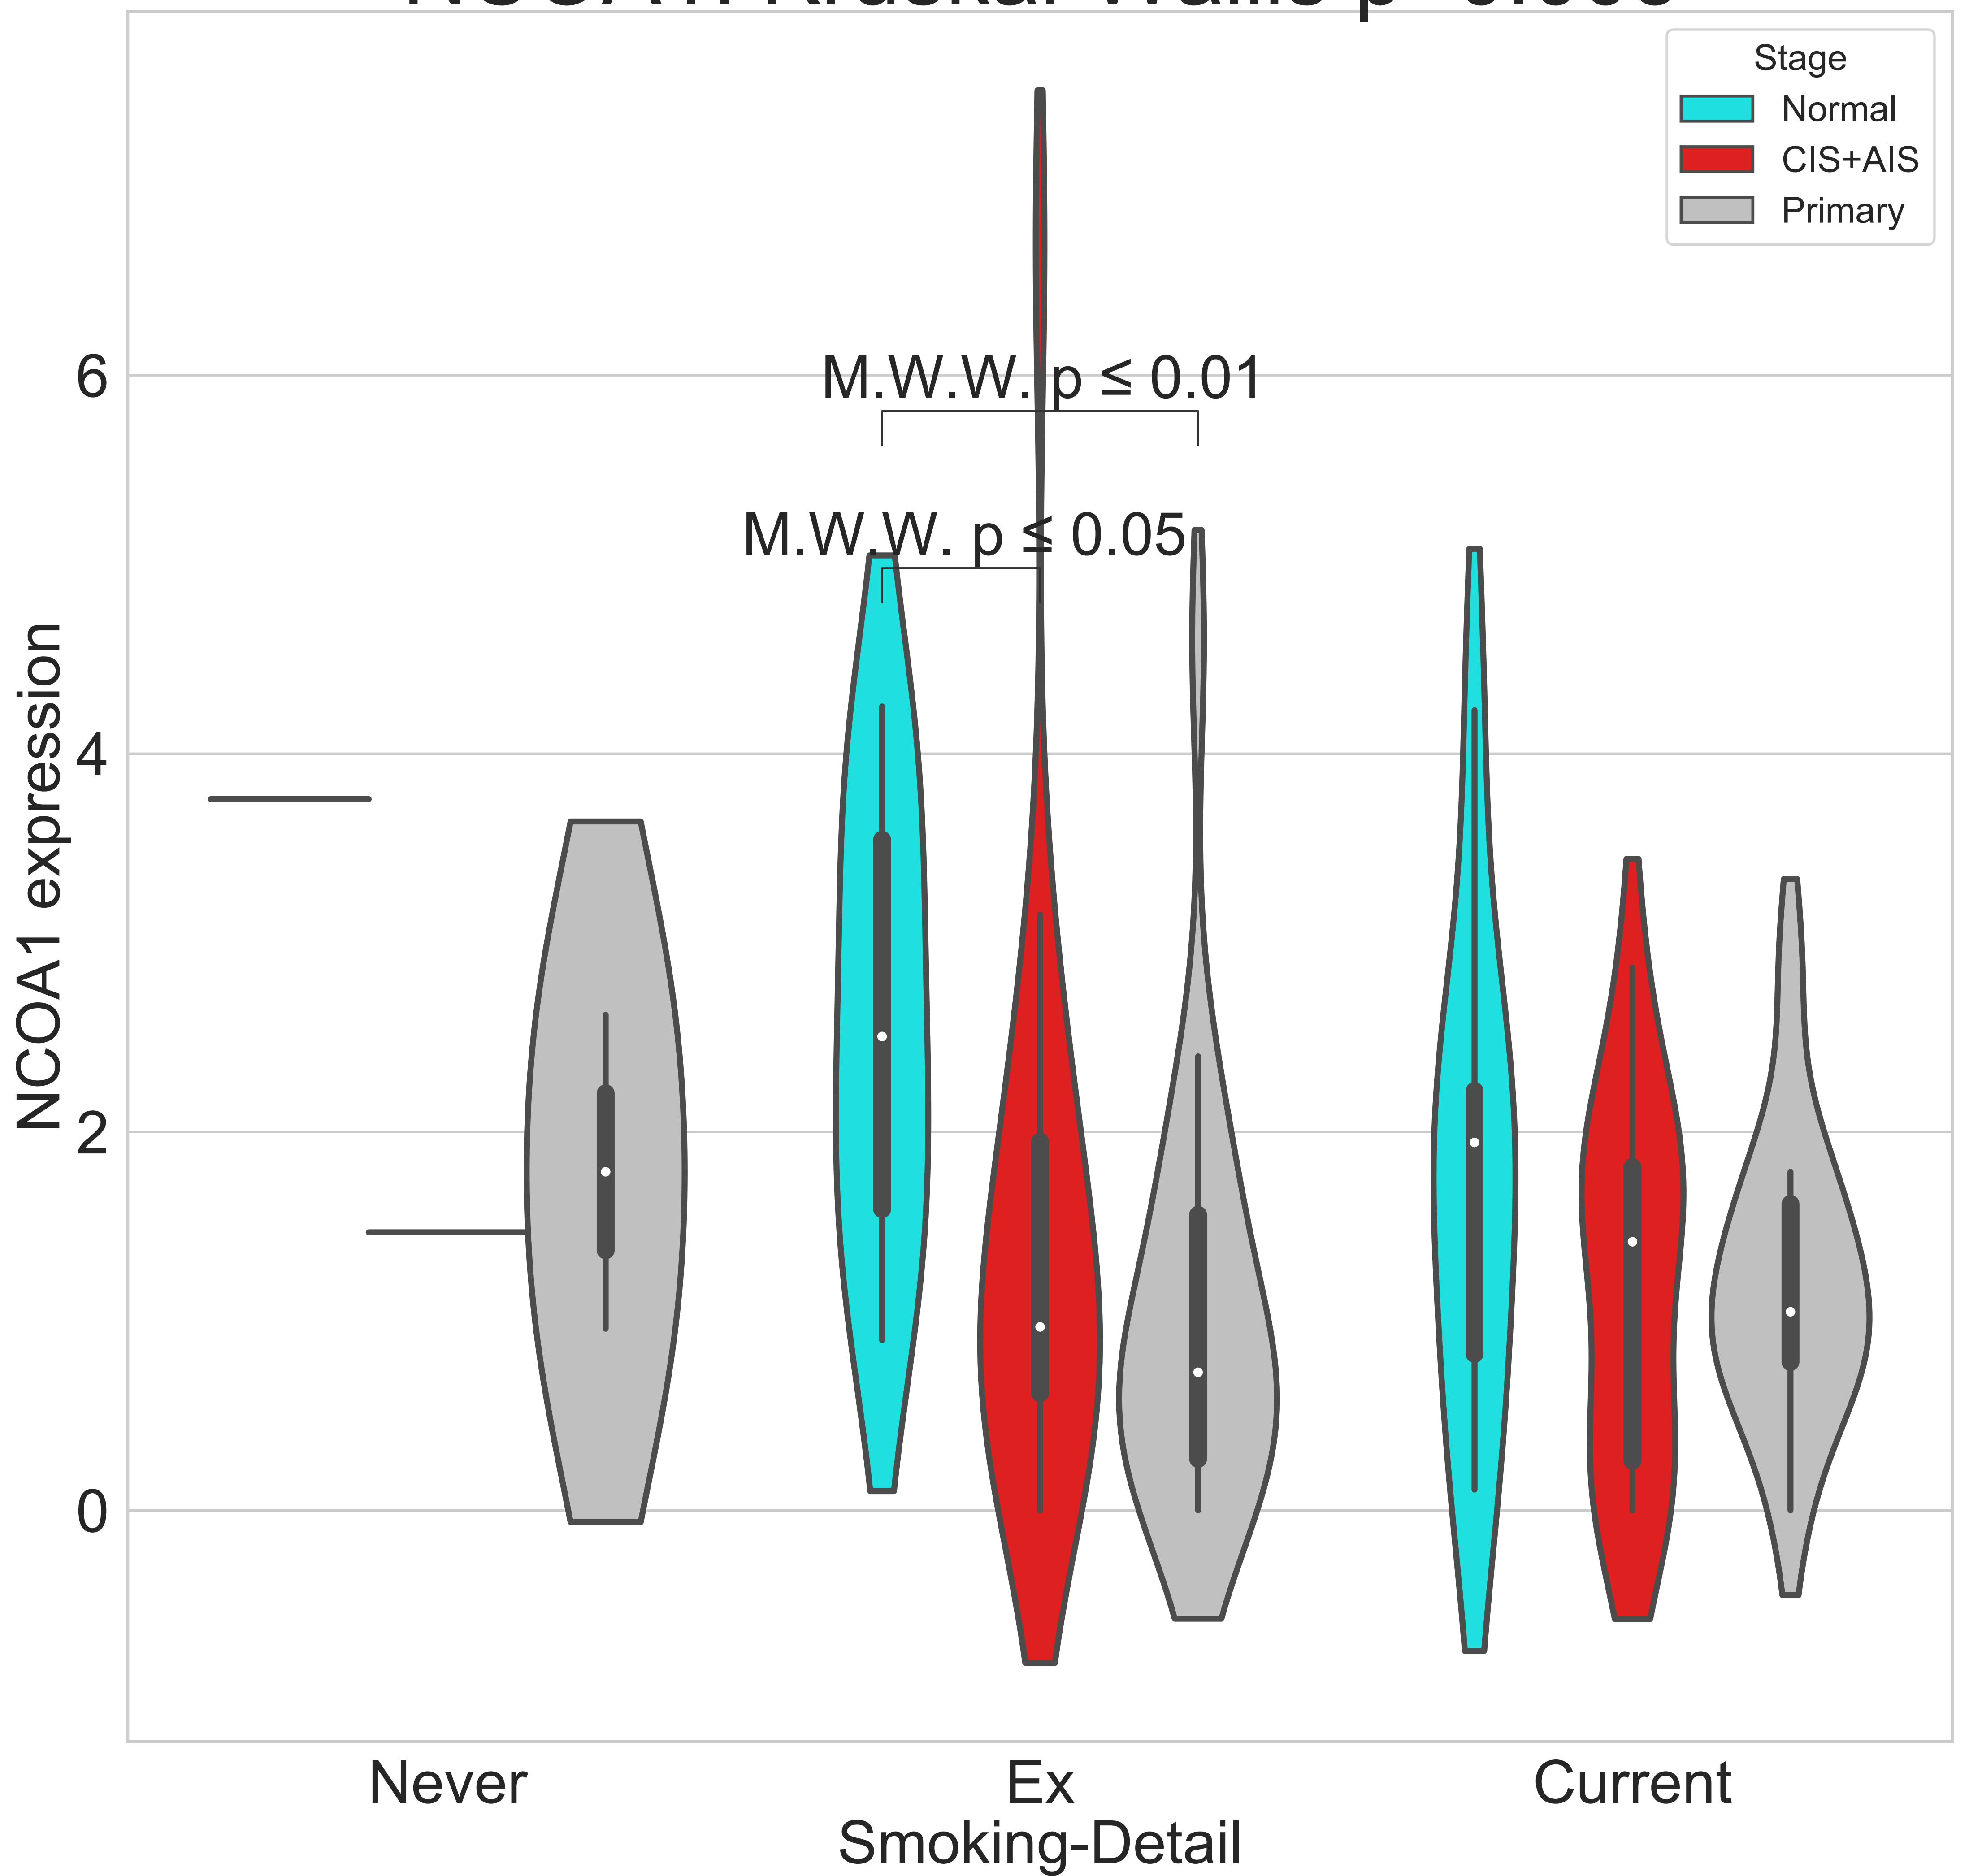 Stage
Normal
CIS+AIS
Primary
6
4
2
0
NCOA1 expression
M.W.W. p ≤ 0.01
M.W.W. p ≤ 0.05
Never
Ex
Current
Smoking-Detail